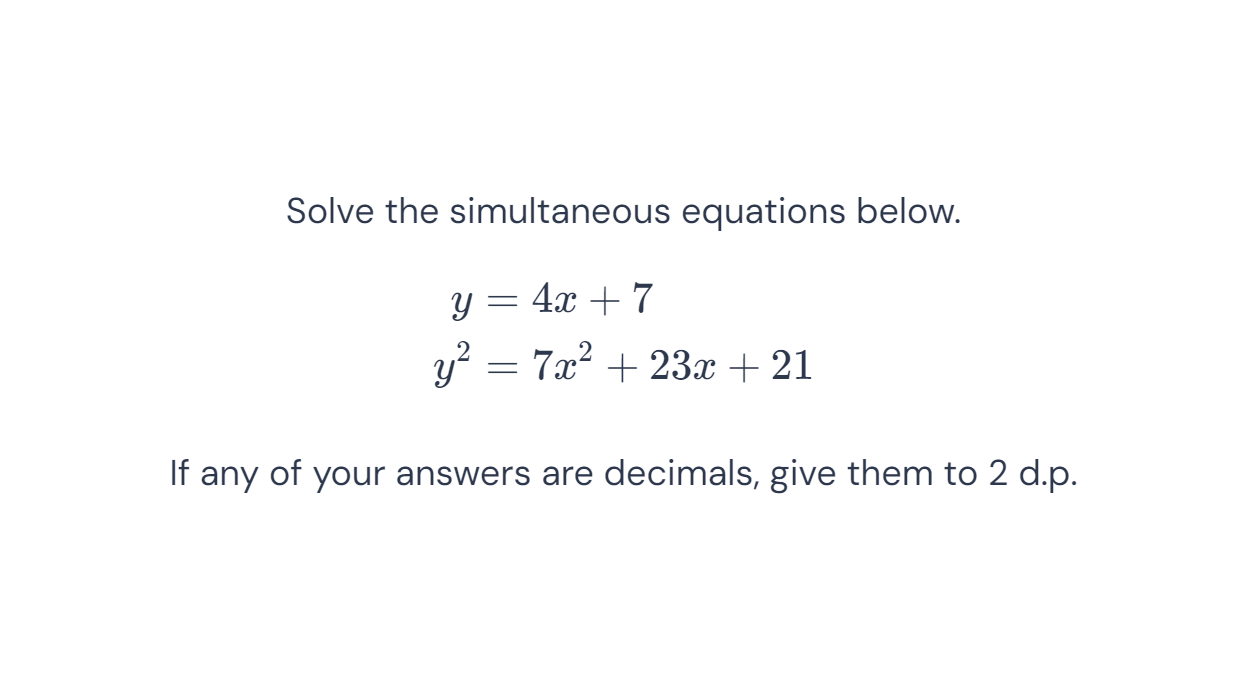 Solve the simultaneous equations below.
y = 4x + 7
y² = 7x² + 23x + 21
If any of your answers are decimals, give them to 2 d.p.